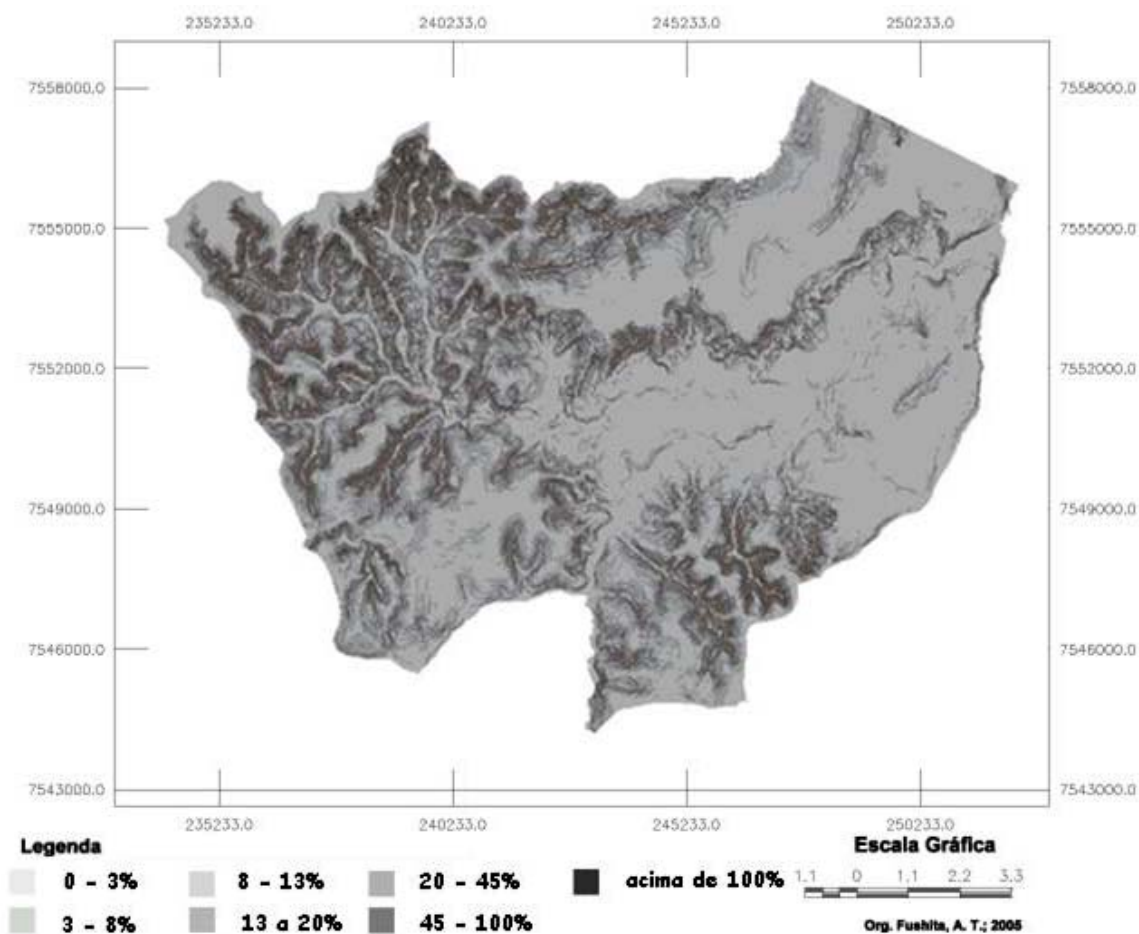 235233.0 240233.0 245233.0 250233.0
7558000.0 7558000.0
7555000.0 7555000.0
7552000.0 7552000.0
7549000.0 7549000.0
7546000.0 7546000.0
7543000.0 7543000.0
235233.0 240233.0 245233.0 250233.0
Legenda
0 - 3%
3 - 8%
8 - 13%
13 a 20%
20 - 45%
45 - 100%
acima de 100%
Escala Gráfica
1.1 0 1.1 2.2 3.3
Org. Fushita, A. T.; 2005